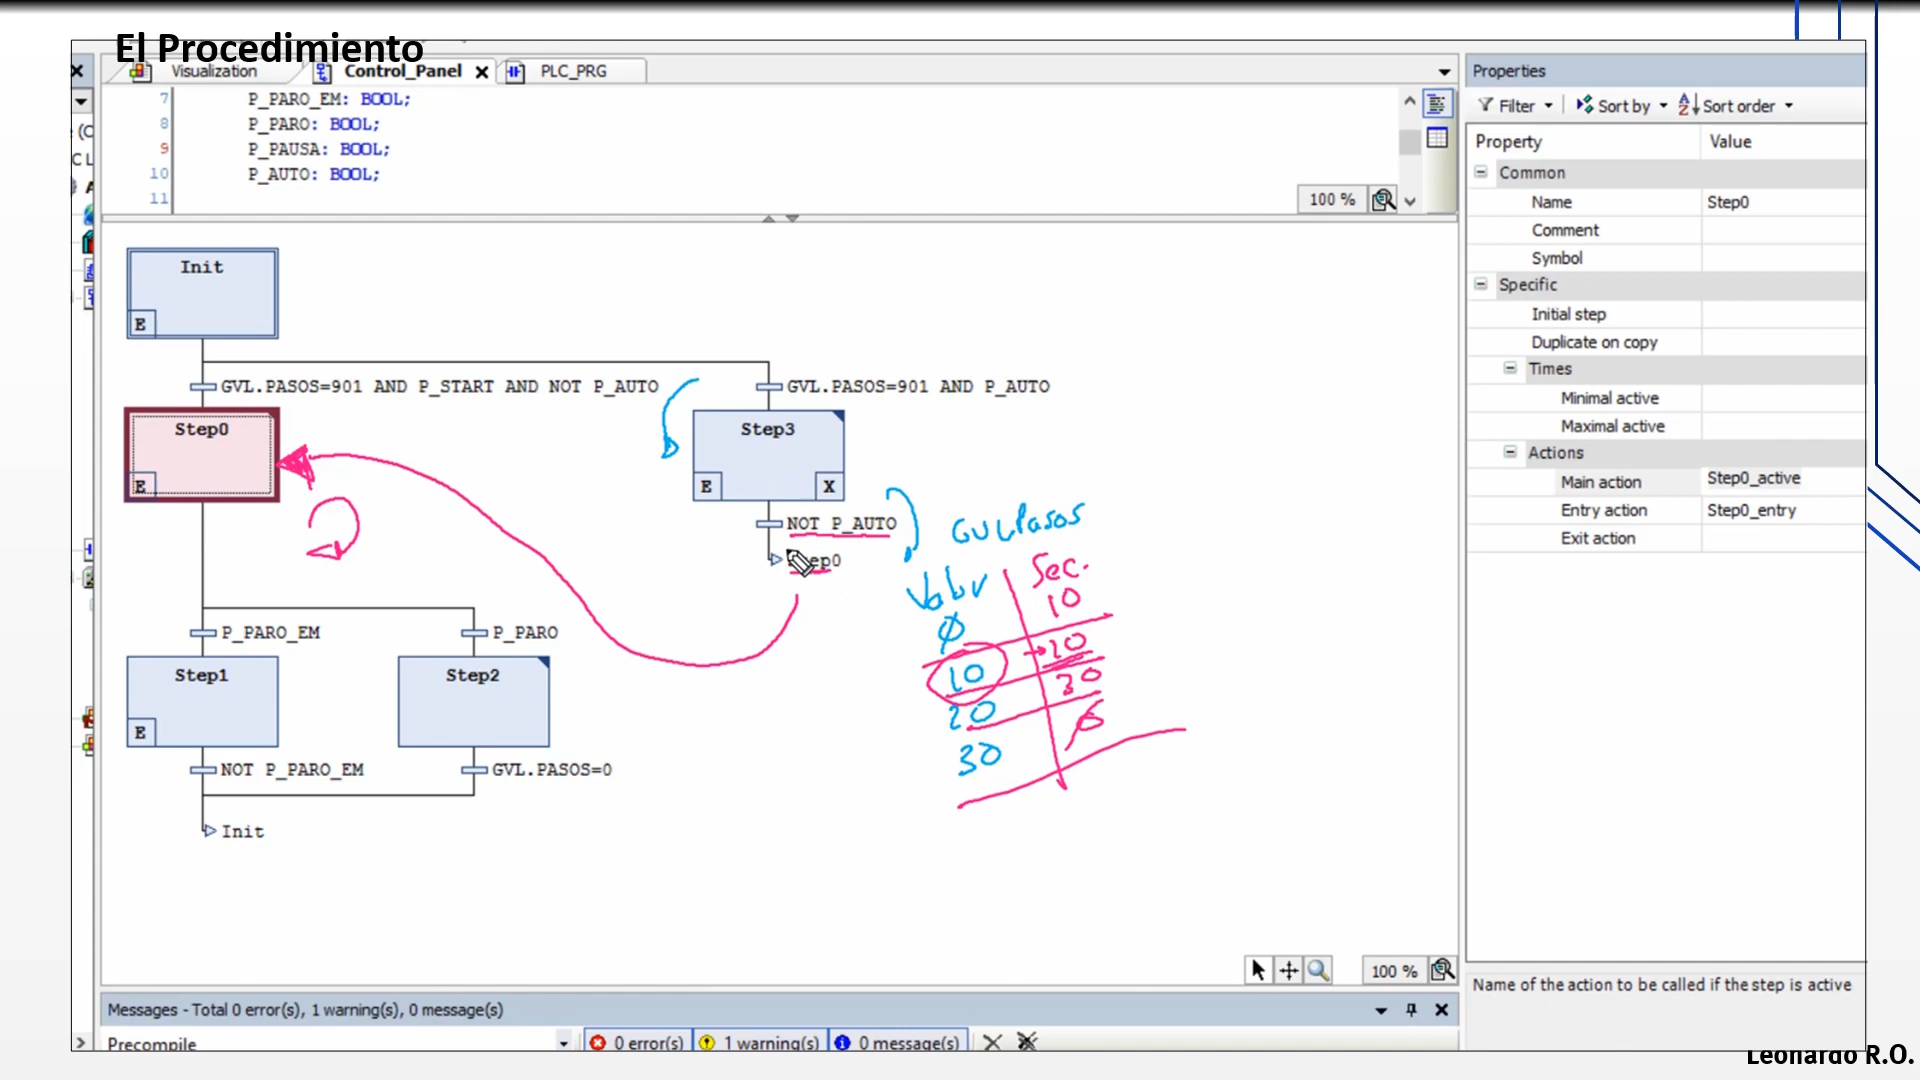 El Procedimiento
Visualization
Control_Panel
PLC_PRG
7 P_PARO_EM: BOOL;
8 P_PARO: BOOL;
9 P_PAUSA: BOOL;
10 P_AUTO: BOOL;
11
100 %
Init
E
GVL.PASOS=901 AND P_START AND NOT P_AUTO
GVL.PASOS=901 AND P_AUTO
Step0
E
Step3
E X
NOT P_AUTO
GVL Pasos
Valor Sec.
0 10
10 20
20 30
30 0
P_PARO_EM
P_PARO
Step1
E
Step2
NOT P_PARO_EM
GVL.PASOS=0
Init
100 %
Messages - Total 0 error(s), 1 warning(s), 0 message(s)
Precompile
0 error(s)
1 warning(s)
0 message(s)
Properties
Filter
Sort by
Sort order
Property Value
Common
Name Step0
Comment
Symbol
Specific
Initial step
Duplicate on copy
Times
Minimal active
Maximal active
Actions
Main action Step0_active
Entry action Step0_entry
Exit action
Name of the action to be called if the step is active
Leonardo R.O.